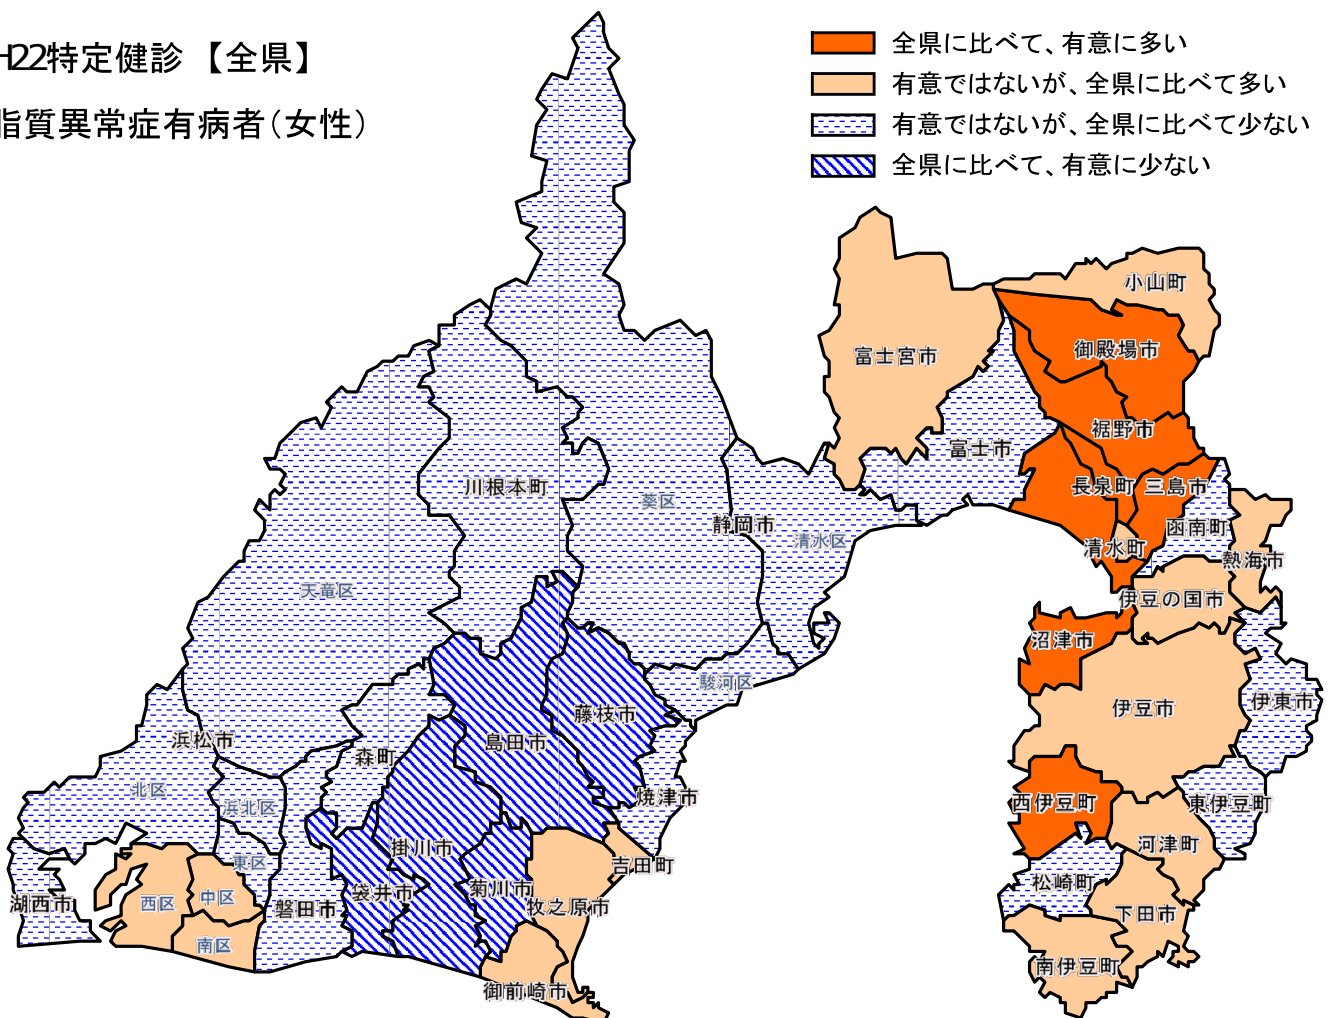 H22特定健診 【全県】
脂質異常症有病者(女性)
全県に比べて、有意に多い
有意ではないが、全県に比べて多い
有意ではないが、全県に比べて少ない
全県に比べて、有意に少ない
小山町
御殿場市
富士宮市
裾野市
富士市
長泉町
三島市
川根本町
葵区
静岡市
清水区
函南町
清水町
熱海市
天竜区
伊豆の国市
沼津市
駿河区
伊東市
伊豆市
藤枝市
浜松市
島田市
森町
北区
焼津市
西伊豆町
東伊豆町
浜北区
河津町
掛川市
東区
吉田町
松崎町
菊川市
袋井市
中区
湖西市
西区
磐田市
牧之原市
下田市
南区
南伊豆町
御前崎市